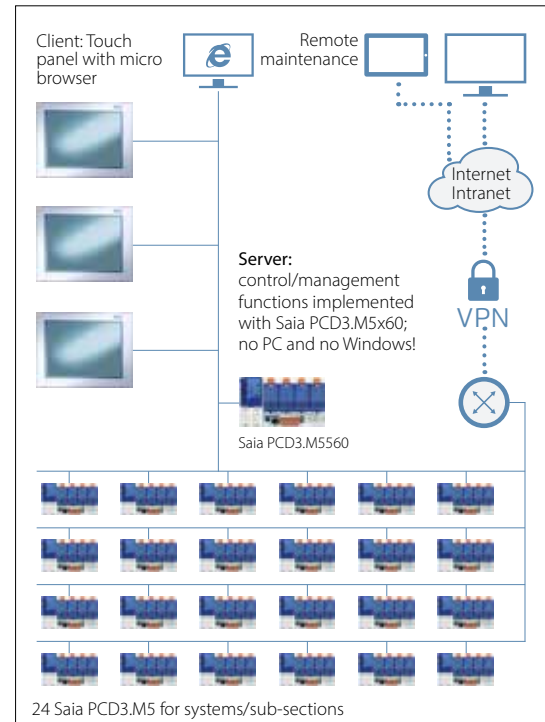 Client: Touch
panel with micro
browser
Remote
maintenance
Internet
Intranet
Server:
control/management
functions implemented
with Saia PCD3.M5x60;
no PC and no Windows!
VPN
Saia PCD3.M5560
24 Saia PCD3.M5 for systems/sub-sections